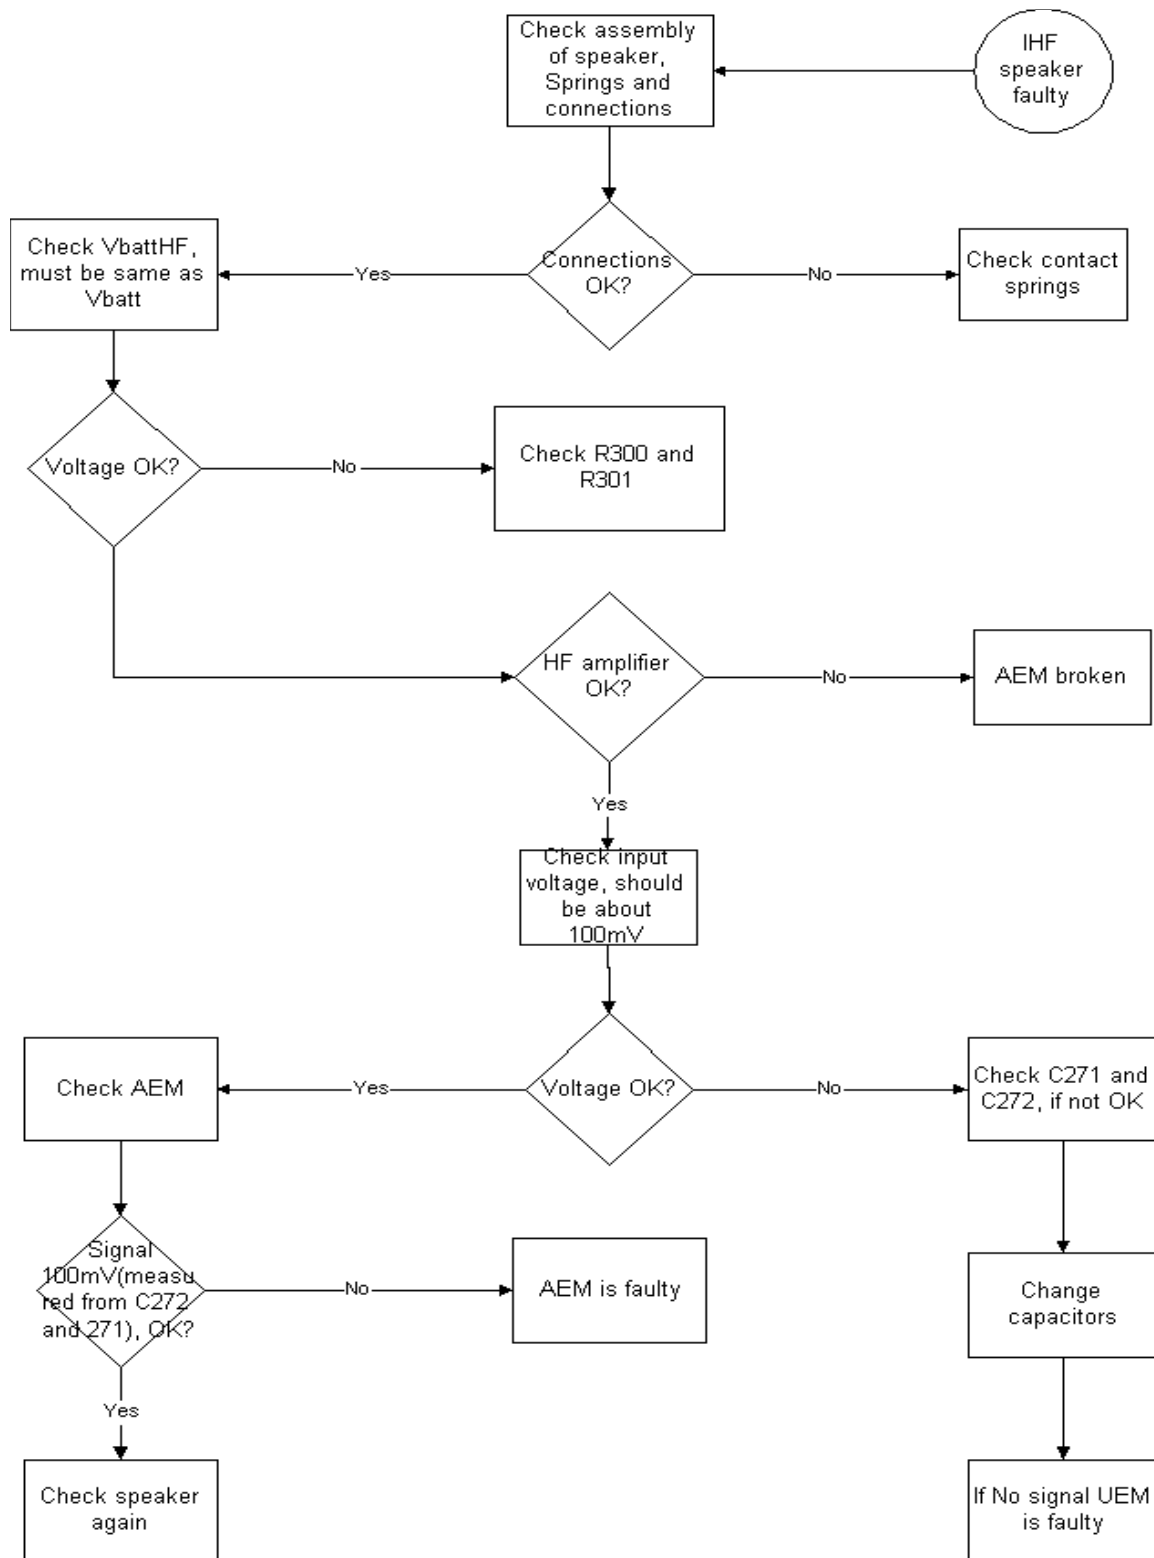 Check assembly
of speaker,
Springs and
connections
IHF
speaker
faulty
Check VbattHF,
must be same as
Vbatt
Yes
Connections
OK?
No
Check contact
springs
Voltage OK?
No
Check R300 and
R301
HF amplifier
OK?
No
AEM broken
Yes
Check input
voltage, should
be about
100mV
Check AEM
Yes
Voltage OK?
No
Check C271 and
C272, if not OK
Signal
100mV(measu
red from C272
and 271), OK?
No
AEM is faulty
Change
capacitors
Yes
Check speaker
again
If No signal UEM
is faulty